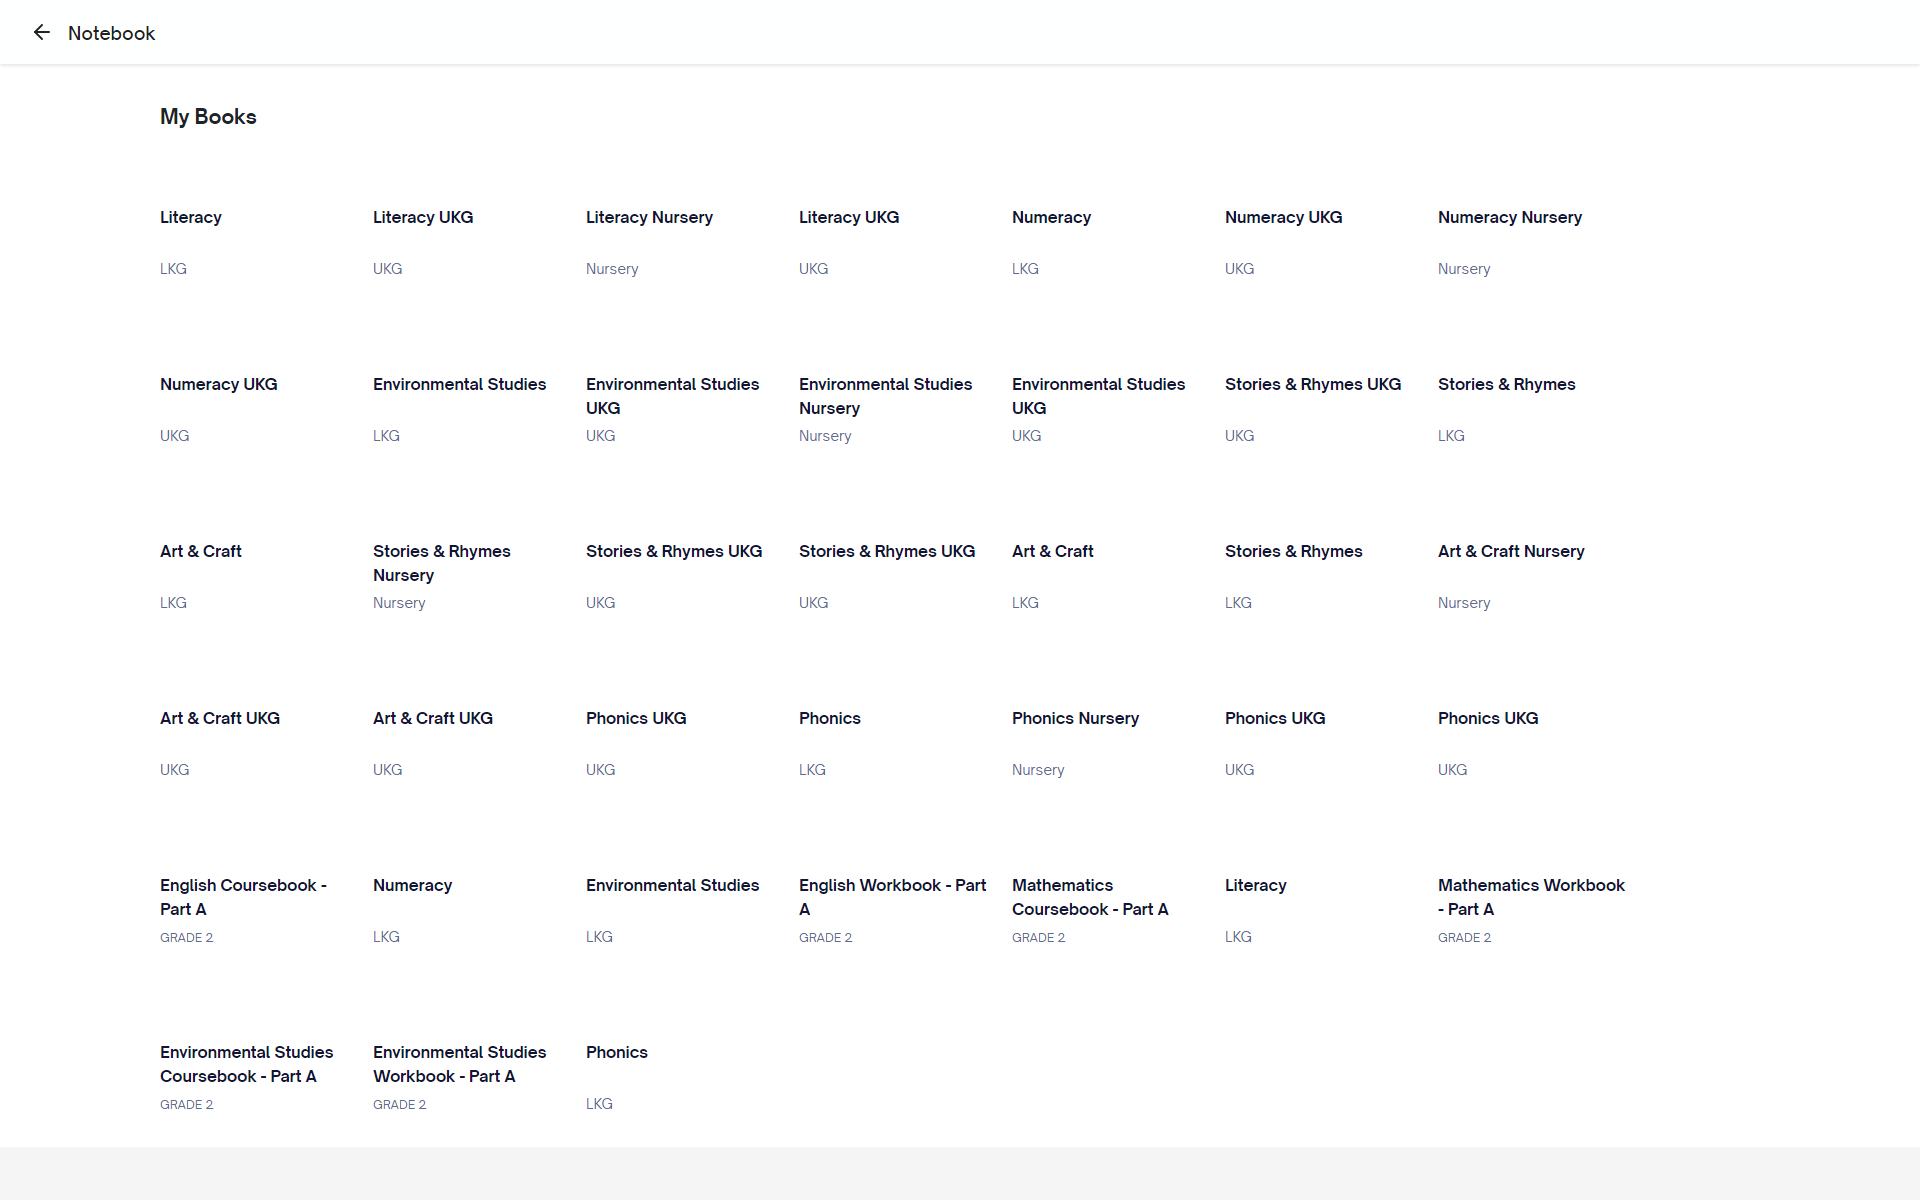 Notebook
My Books
Literacy
LKG
Literacy UKG
UKG
Literacy Nursery
Nursery
Literacy UKG
UKG
Numeracy
LKG
Numeracy UKG
UKG
Numeracy Nursery
Nursery
Numeracy UKG
UKG
Environmental Studies
LKG
Environmental Studies
UKG
UKG
Environmental Studies
Nursery
Nursery
Environmental Studies
UKG
UKG
Stories & Rhymes UKG
UKG
Stories & Rhymes
LKG
Art & Craft
LKG
Stories & Rhymes
Nursery
Nursery
Stories & Rhymes UKG
UKG
Stories & Rhymes UKG
UKG
Art & Craft
LKG
Stories & Rhymes
LKG
Art & Craft Nursery
Nursery
Art & Craft UKG
UKG
Art & Craft UKG
UKG
Phonics UKG
UKG
Phonics
LKG
Phonics Nursery
Nursery
Phonics UKG
UKG
Phonics UKG
UKG
English Coursebook -
Part A
GRADE 2
Numeracy
LKG
Environmental Studies
LKG
English Workbook - Part
A
GRADE 2
Mathematics
Coursebook - Part A
GRADE 2
Literacy
LKG
Mathematics Workbook
- Part A
GRADE 2
Environmental Studies
Coursebook - Part A
GRADE 2
Environmental Studies
Workbook - Part A
GRADE 2
Phonics
LKG